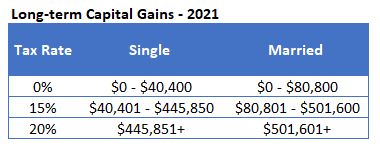 Long-term Capital Gains - 2021
Tax Rate Single Married
0% $0 - $40,400 $0 - $80,800
15% $40,401 - $445,850 $80,801 - $501,600
20% $445,851+ $501,601+